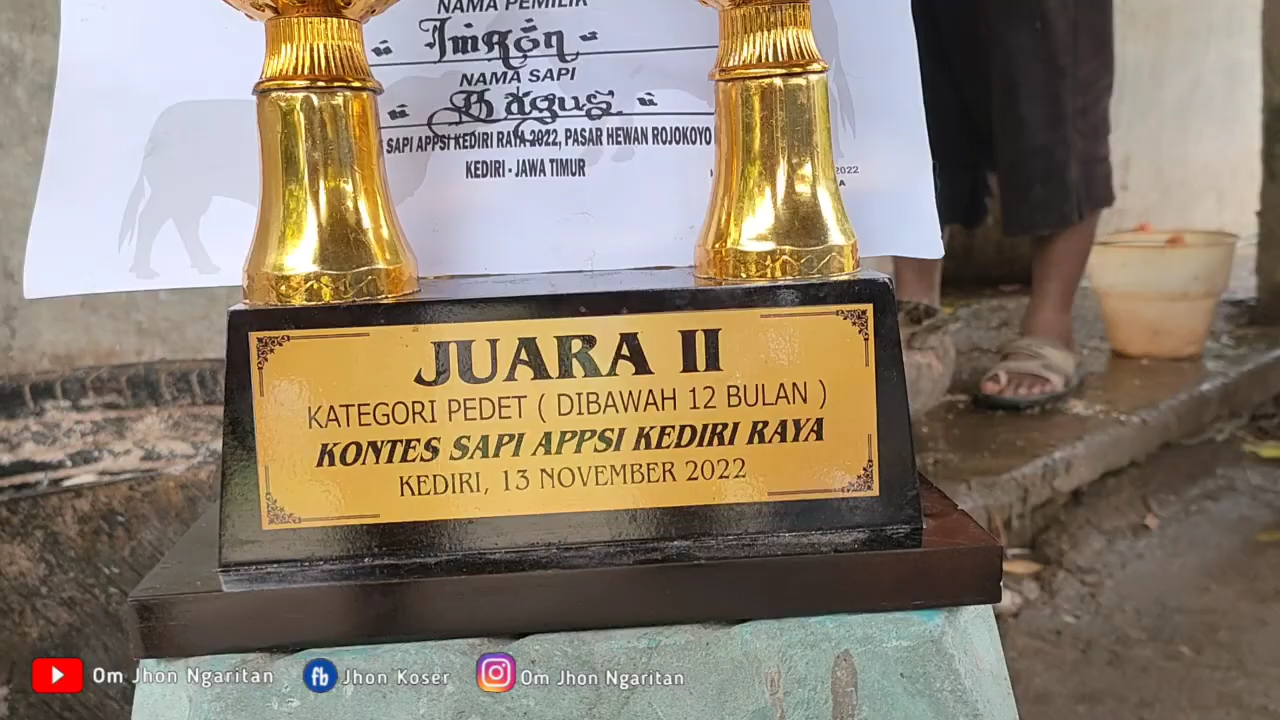 NAMA PEMILIK
" Imron "
NAMA SAPI
" Bagus "
SAPI APPSI KEDIRI RAYA 2022, PASAR HEWAN ROJOKOYO
KEDIRI - JAWA TIMUR
2022
JUARA II
KATEGORI PEDET ( DIBAWAH 12 BULAN )
KONTES SAPI APPSI KEDIRI RAYA
KEDIRI, 13 NOVEMBER 2022
Om Jhon Ngaritan fb Jhon Koser Om Jhon Ngaritan